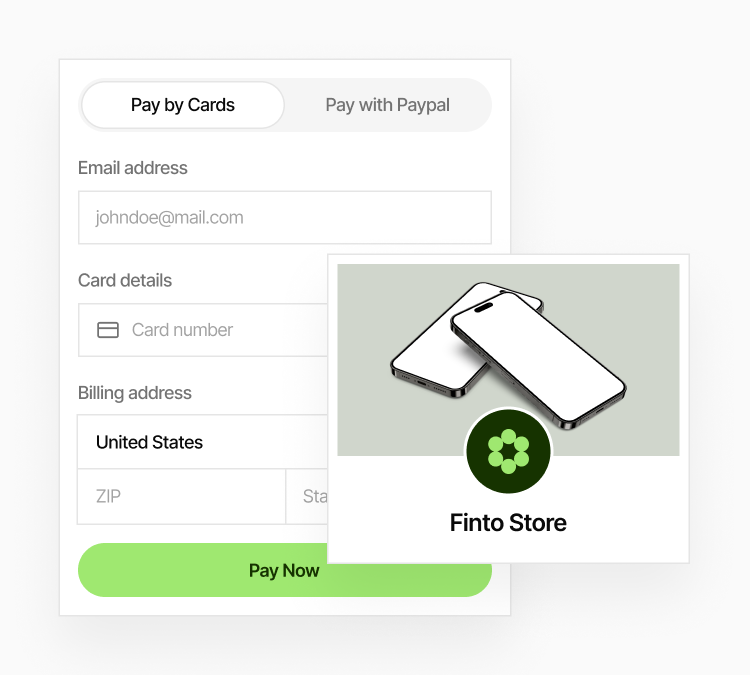 Pay by Cards
Pay with Paypal
Email address
johndoe@mail.com
Card details
Card number
Billing address
United States
ZIP
Finto Store
Pay Now